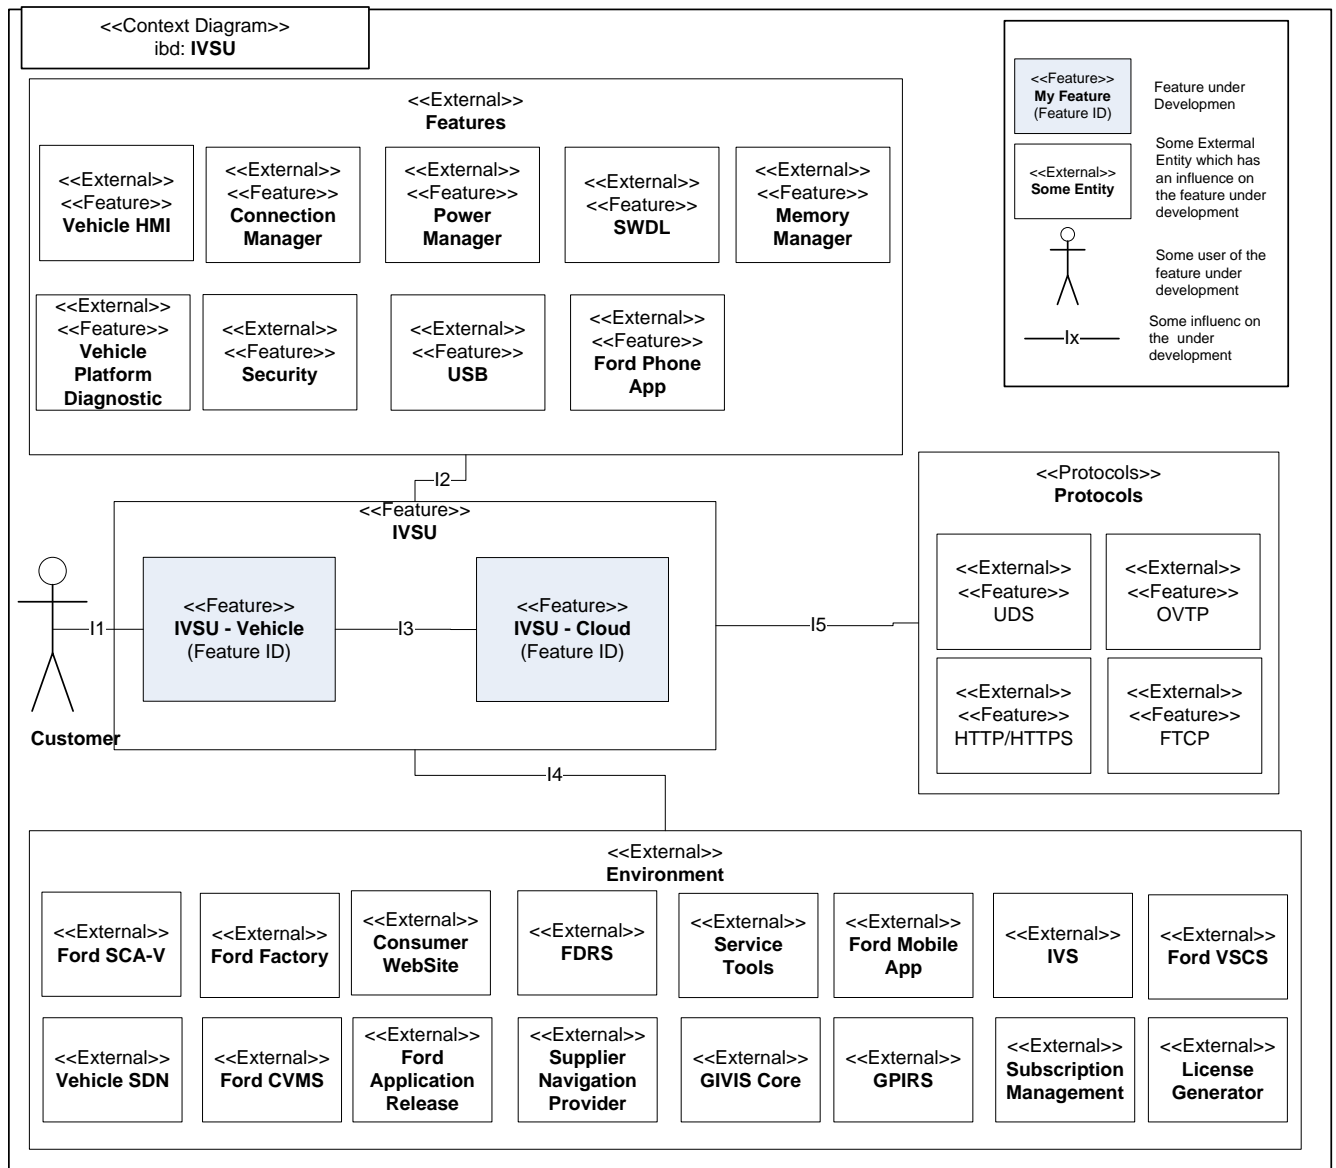 <<Context Diagram>>
ibd: IVSU
<<Feature>>
My Feature
(Feature ID)
Feature under
Developmen
<<External>>
Some Entity
Some Extermal
Entity which has
an influence on
the feature under
development
Some user of the
feature under
development
Ix
Some influenc on
the  under
development
<<External>>
Features
<<External>>
<<Feature>>
Vehicle HMI
<<External>>
<<Feature>>
Connection
Manager
<<External>>
<<Feature>>
Power
Manager
<<External>>
<<Feature>>
SWDL
<<External>>
<<Feature>>
Memory
Manager
<<External>>
<<Feature>>
Vehicle
Platform
Diagnostic
<<External>>
<<Feature>>
Security
<<External>>
<<Feature>>
USB
<<External>>
<<Feature>>
Ford Phone
App
I2
<<Feature>>
IVSU
<<Feature>>
IVSU - Vehicle
(Feature ID)
<<Feature>>
IVSU - Cloud
(Feature ID)
I1
I3
I5
Customer
<<Protocols>>
Protocols
<<External>>
<<Feature>>
UDS
<<External>>
<<Feature>>
OVTP
<<External>>
<<Feature>>
HTTP/HTTPS
<<External>>
<<Feature>>
FTCP
I4
<<External>>
Environment
<<External>>
Ford SCA-V
<<External>>
Ford Factory
<<External>>
Consumer
WebSite
<<External>>
FDRS
<<External>>
Service
Tools
<<External>>
Ford Mobile
App
<<External>>
IVS
<<External>>
Ford VSCS
<<External>>
Vehicle SDN
<<External>>
Ford CVMS
<<External>>
Ford
Application
Release
<<External>>
Supplier
Navigation
Provider
<<External>>
GIVIS Core
<<External>>
GPIRS
<<External>>
Subscription
Management
<<External>>
License
Generator